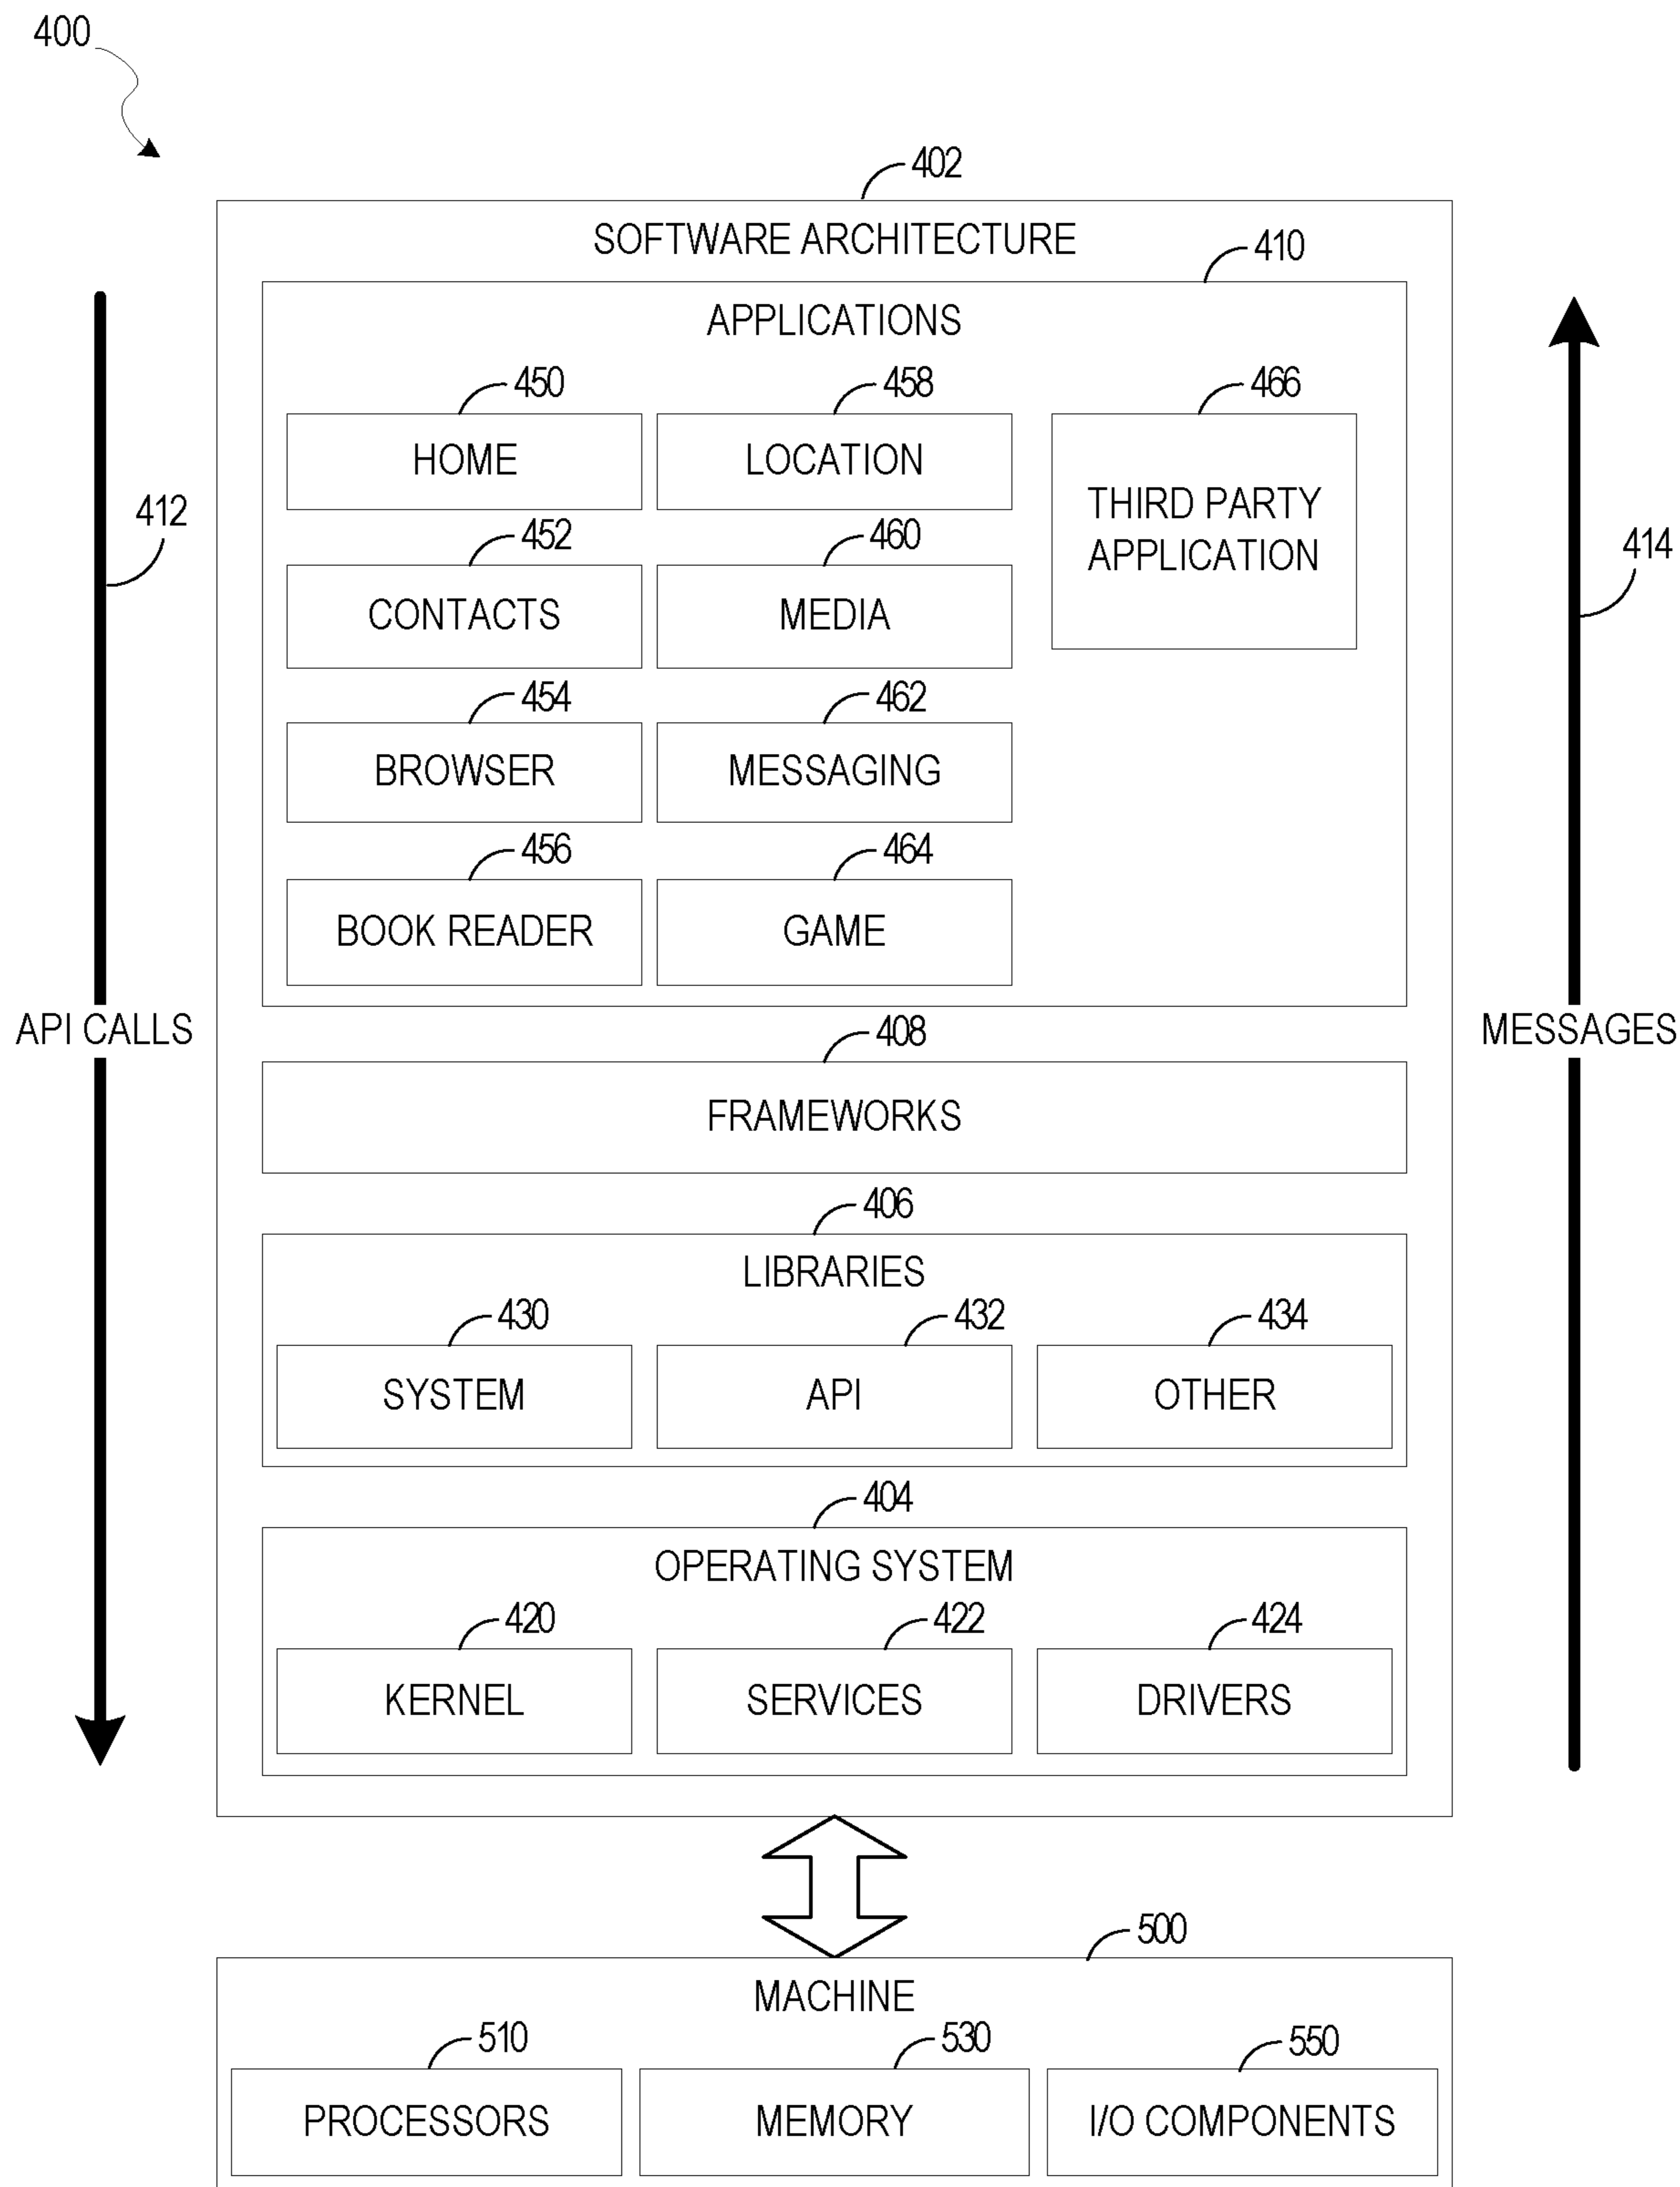 400
402
SOFTWARE ARCHITECTURE
410
APPLICATIONS
450
458
466
HOME
LOCATION
THIRD PARTY
APPLICATION
412
414
452
460
CONTACTS
MEDIA
454
462
BROWSER
MESSAGING
456
464
BOOK READER
GAME
API CALLS
MESSAGES
408
FRAMEWORKS
406
LIBRARIES
430
432
434
SYSTEM
API
OTHER
404
OPERATING SYSTEM
420
422
424
KERNEL
SERVICES
DRIVERS
500
MACHINE
510
530
550
PROCESSORS
MEMORY
I/O COMPONENTS